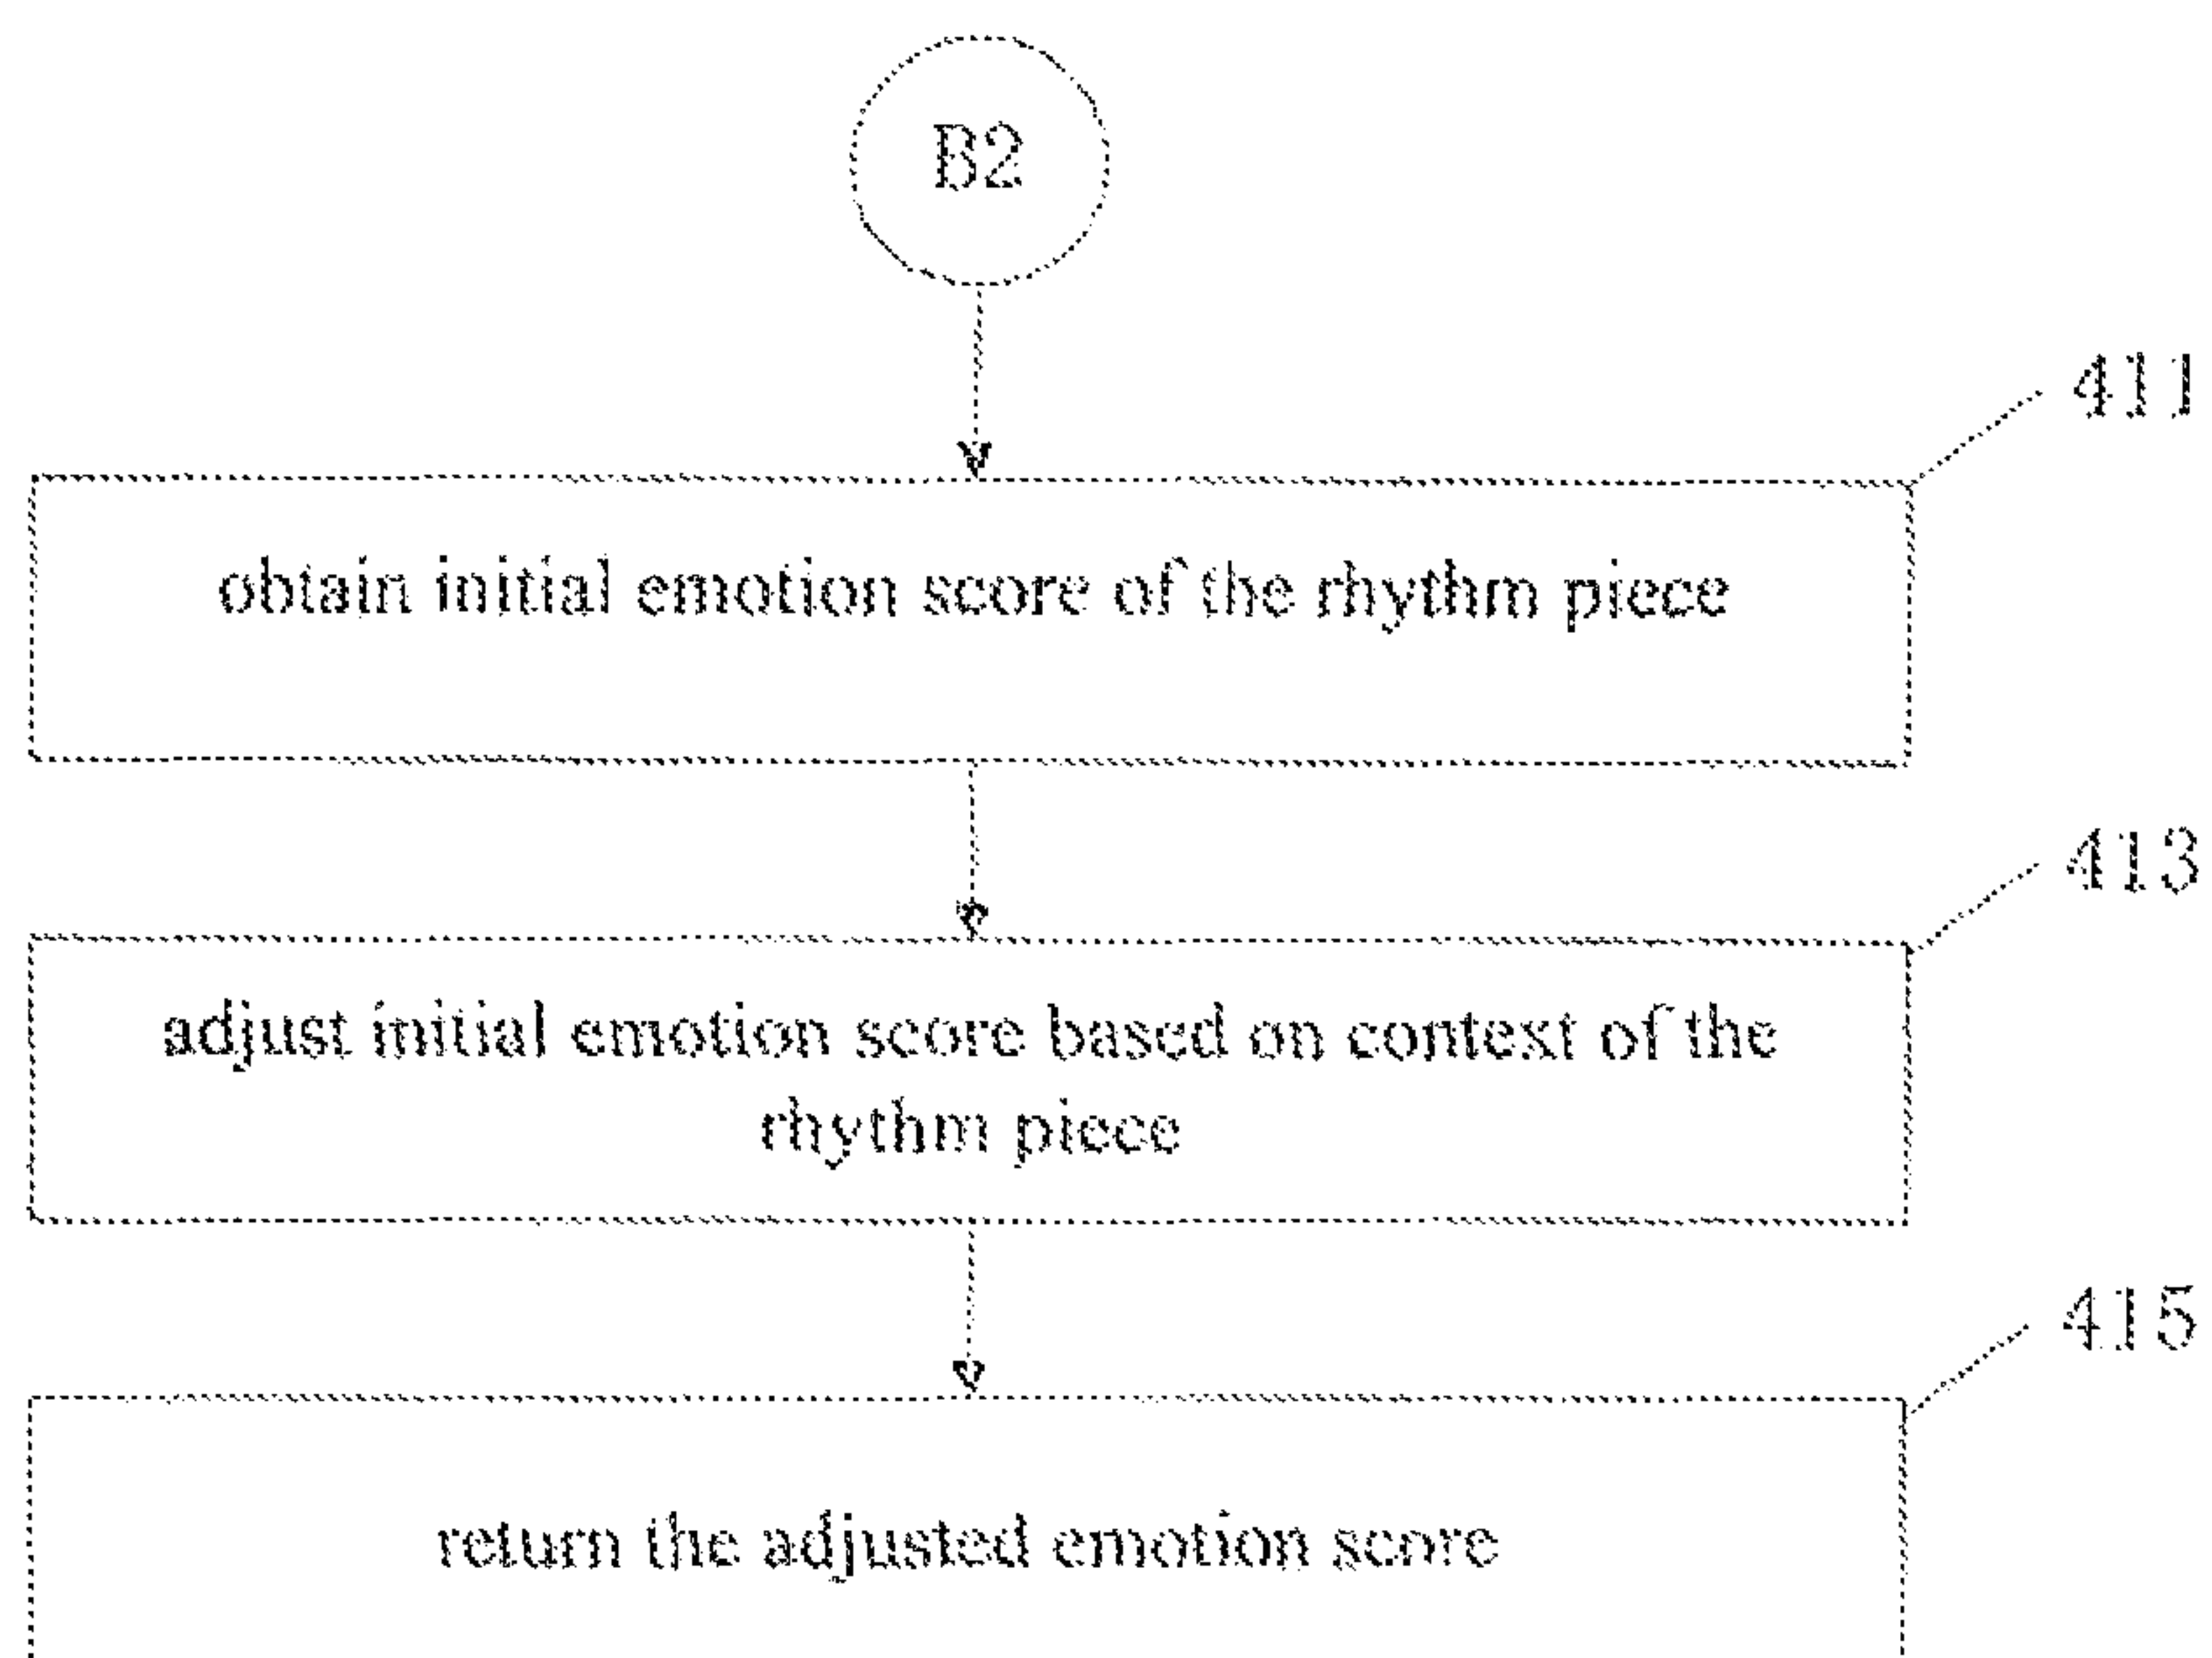 B2
411
obtain initial emotion score of the rhythm piece
413
adjust initial emotion score based on context of the
rhythm piece
415
return the adjusted emotion score